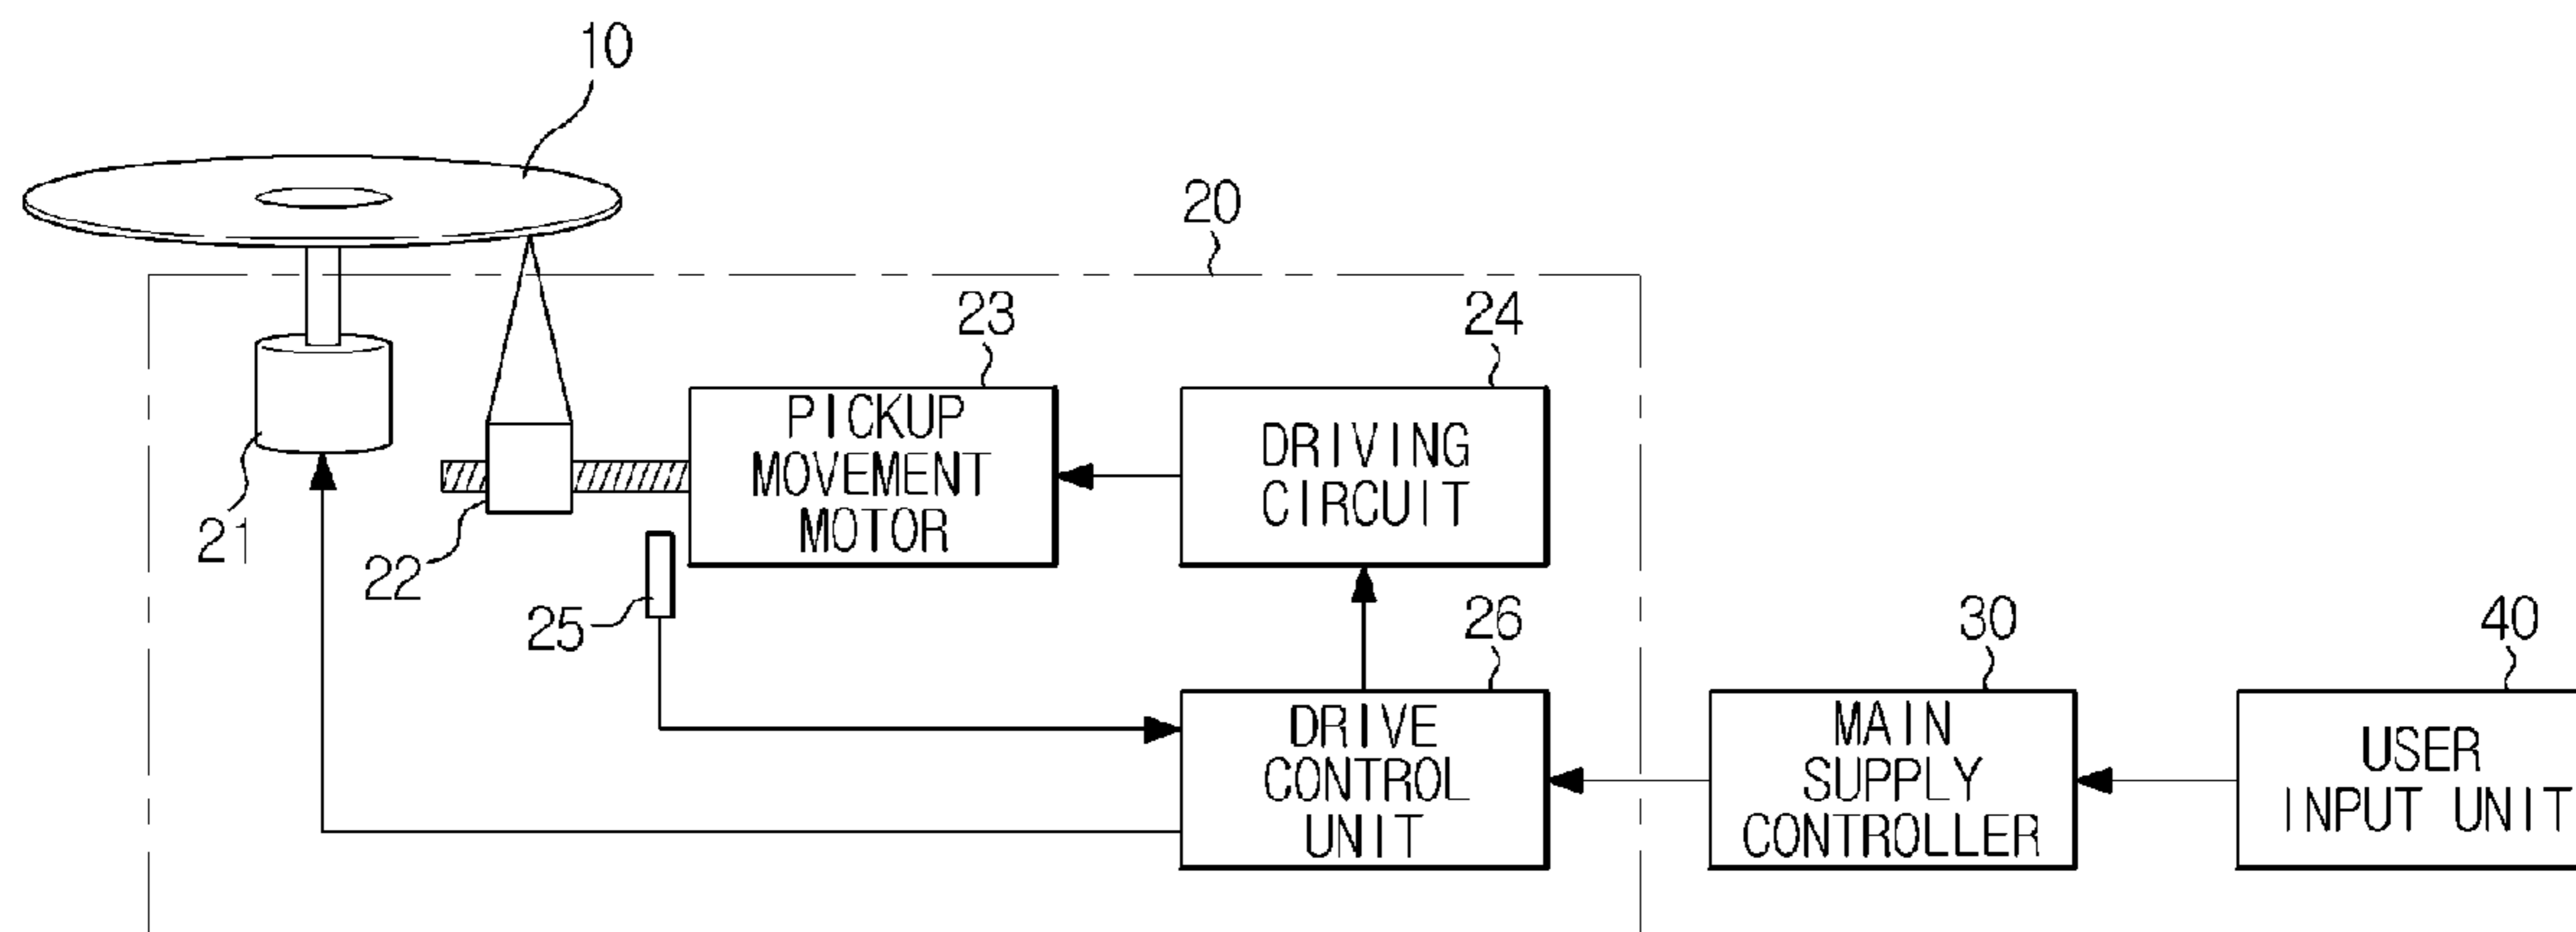 10
20
23
24
PICKUP
MOVEMENT
MOTOR
DRIVING
CIRCUIT
21
22
25
26
30
40
DRIVE
CONTROL
UNIT
MAIN
SUPPLY
CONTROLLER
USER
INPUT UNIT